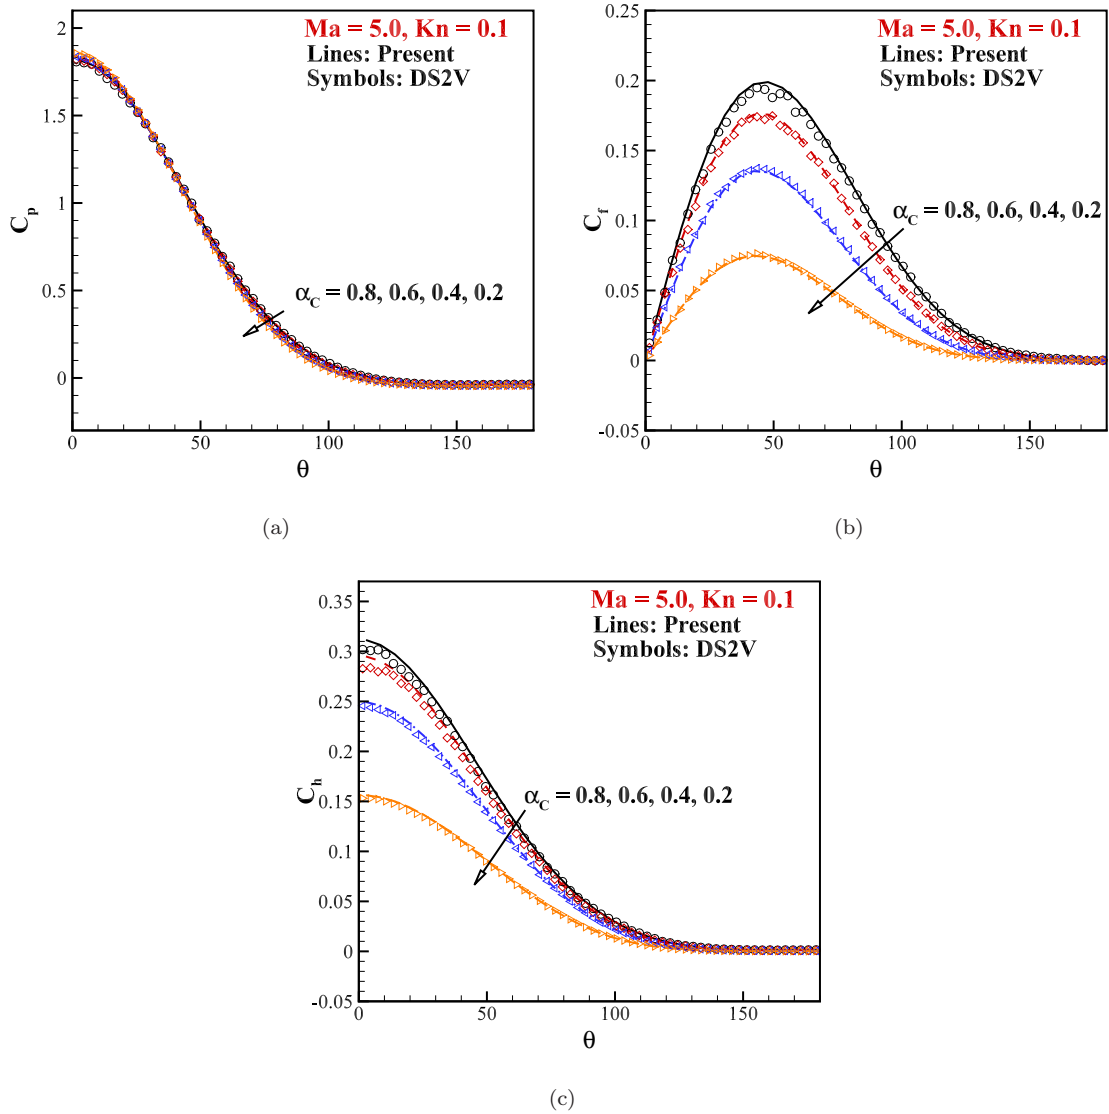 Ma = 5.0, Kn = 0.1
Lines: Present
Symbols: DS2V
2
1.5
1
0.5
0
C_p
α_C = 0.8, 0.6, 0.4, 0.2
0 50 100 150
θ
(a)
Ma = 5.0, Kn = 0.1
Lines: Present
Symbols: DS2V
0.25
0.2
0.15
0.1
0.05
0
-0.05
C_f
α_C = 0.8, 0.6, 0.4, 0.2
0 50 100 150
θ
(b)
Ma = 5.0, Kn = 0.1
Lines: Present
Symbols: DS2V
0.35
0.3
0.25
0.2
0.15
0.1
0.05
0
-0.05
C_h
α_C = 0.8, 0.6, 0.4, 0.2
0 50 100 150
θ
(c)